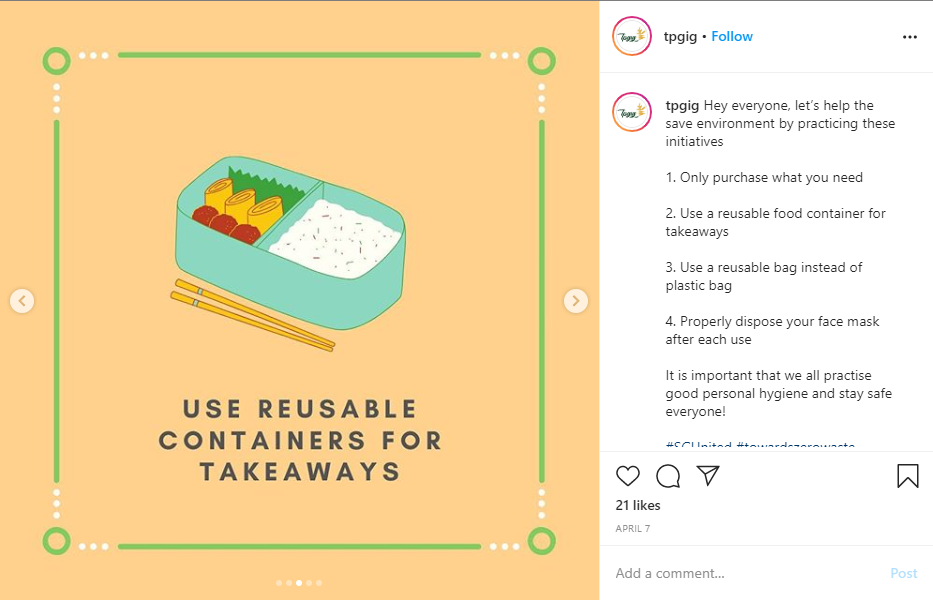 USE REUSABLE
CONTAINERS FOR
TAKEAWAYS
tpgig • Follow
tpgig Hey everyone, let's help the
save environment by practicing these
initiatives
1. Only purchase what you need
2. Use a reusable food container for
takeaways
3. Use a reusable bag instead of
plastic bag
4. Properly dispose your face mask
after each use
It is important that we all practise
good personal hygiene and stay safe
everyone!
#SGUnited #towardszerowaste
21 likes
APRIL 7
Add a comment...
Post